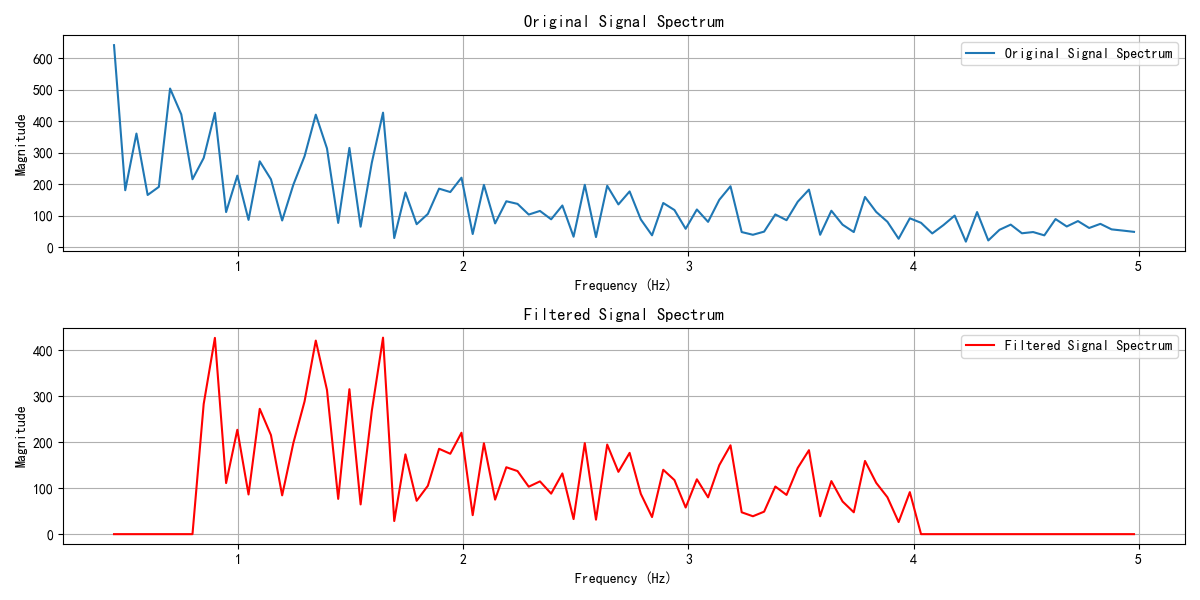 Original Signal Spectrum
Original Signal Spectrum
Magnitude
600
500
400
300
200
100
0
1 2 3 4 5
Frequency (Hz)
Filtered Signal Spectrum
Filtered Signal Spectrum
Magnitude
400
300
200
100
0
1 2 3 4 5
Frequency (Hz)